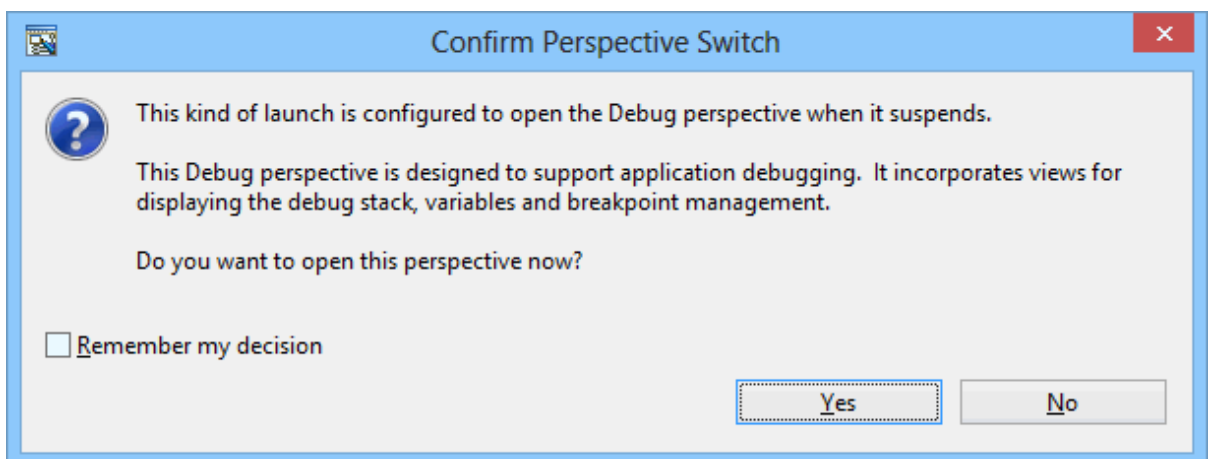 Confirm Perspective Switch
This kind of launch is configured to open the Debug perspective when it suspends.
This Debug perspective is designed to support application debugging.  It incorporates views for
displaying the debug stack, variables and breakpoint management.
Do you want to open this perspective now?
Remember my decision
Yes
No